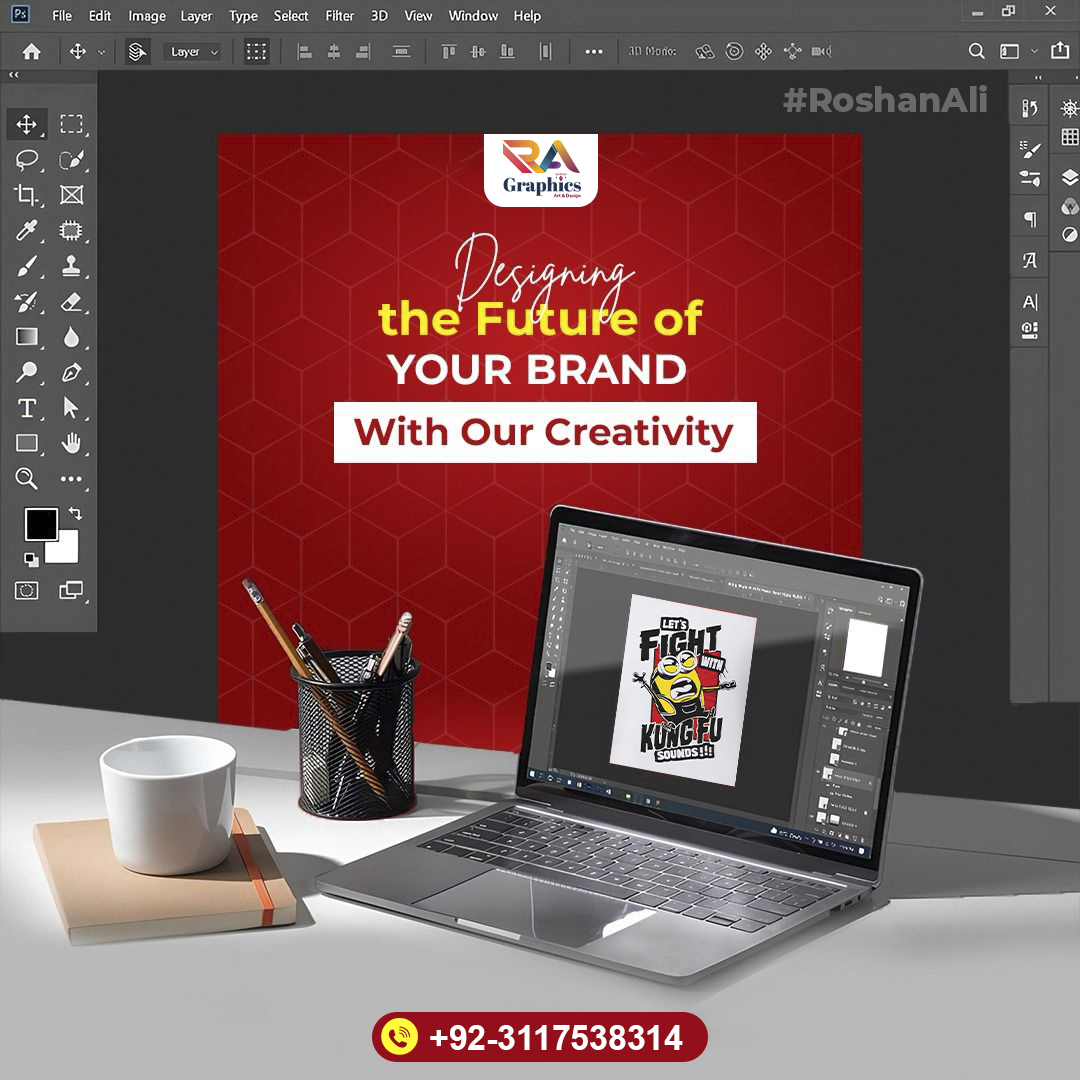 Ps File Edit Image Layer Type Select Filter 3D View Window Help
Layer
3D Mode:
#RoshanAli
RA
Graphics
Art & Design
Designing
the Future of
YOUR BRAND
With Our Creativity
LET'S
FIGHT
WITH
KUNG FU
SOUNDS!!!
+92-3117538314